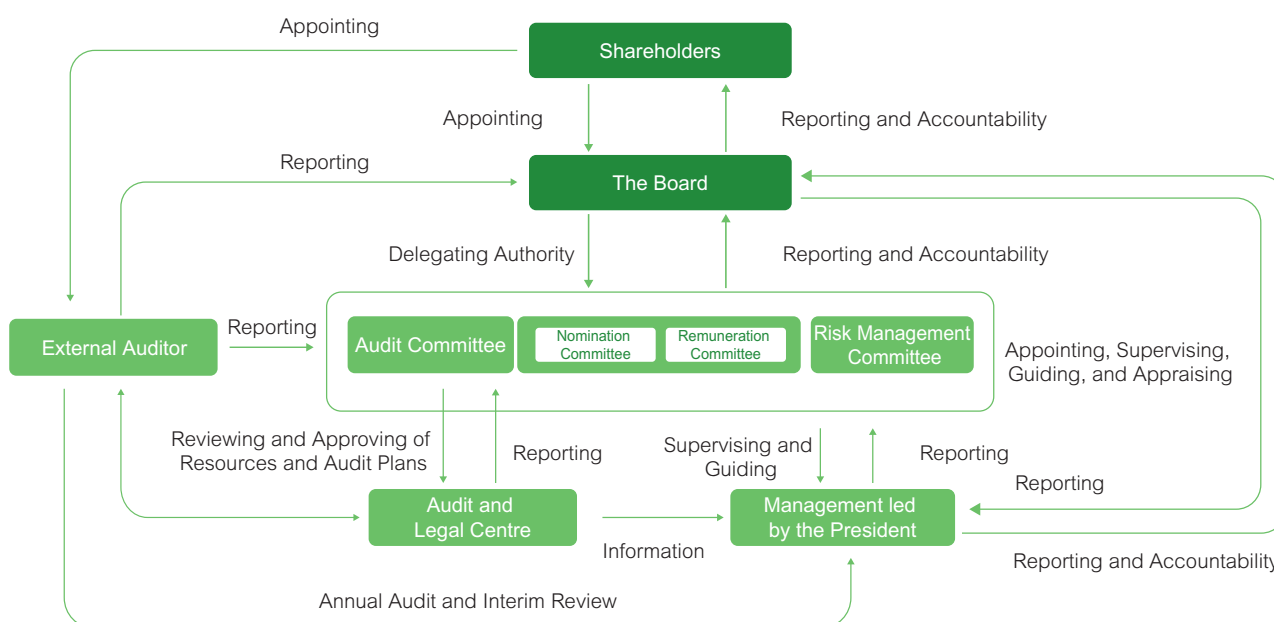 Appointing
Shareholders
Appointing
Reporting and Accountability
Reporting
The Board
Delegating Authority
Reporting and Accountability
External Auditor
Reporting
Audit Committee
Nomination
Committee
Remuneration
Committee
Risk Management
Committee
Appointing, Supervising,
Guiding, and Appraising
Reviewing and Approving of
Resources and Audit Plans
Reporting
Supervising and
Guiding
Reporting
Reporting
Audit and
Legal Centre
Information
Management led
by the President
Reporting and Accountability
Annual Audit and Interim Review